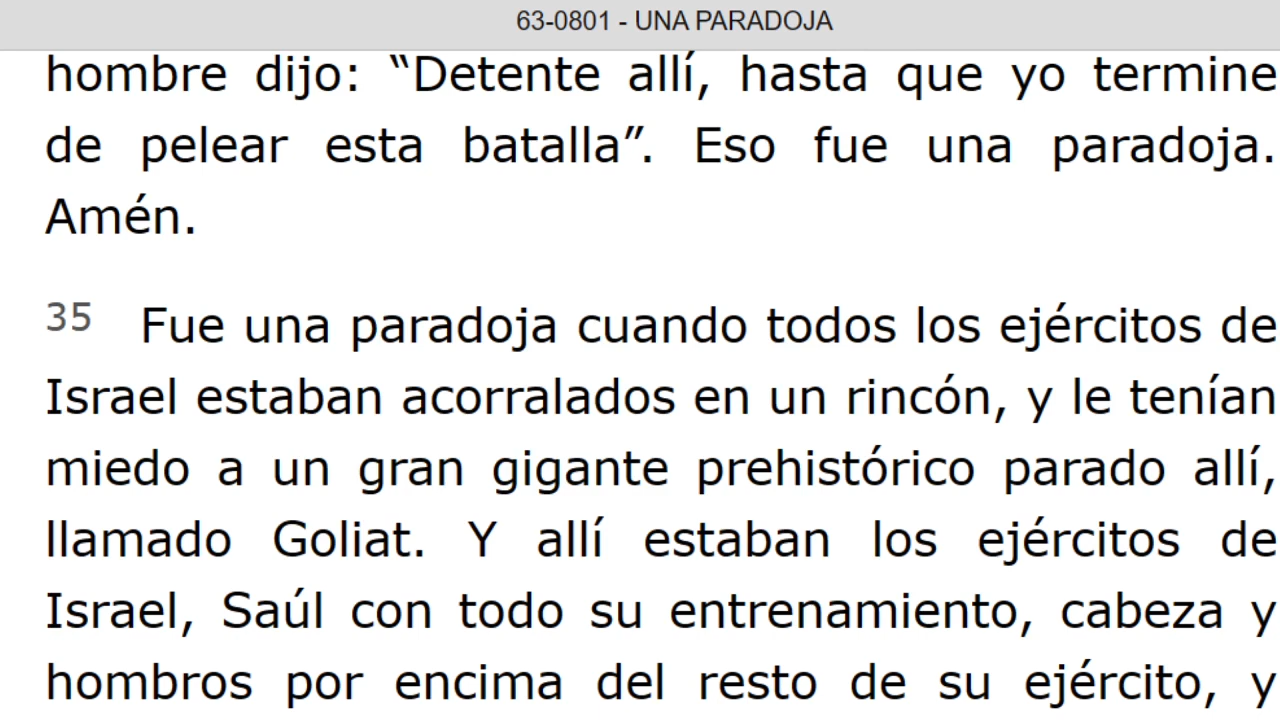 63-0801 - UNA PARADOJA
hombre dijo: “Detente allí, hasta que yo termine
de pelear esta batalla”. Eso fue una paradoja.
Amén.
35 Fue una paradoja cuando todos los ejércitos de
Israel estaban acorralados en un rincón, y le tenían
miedo a un gran gigante prehistórico parado allí,
llamado Goliat. Y allí estaban los ejércitos de
Israel, Saúl con todo su entrenamiento, cabeza y
hombros por encima del resto de su ejército, y